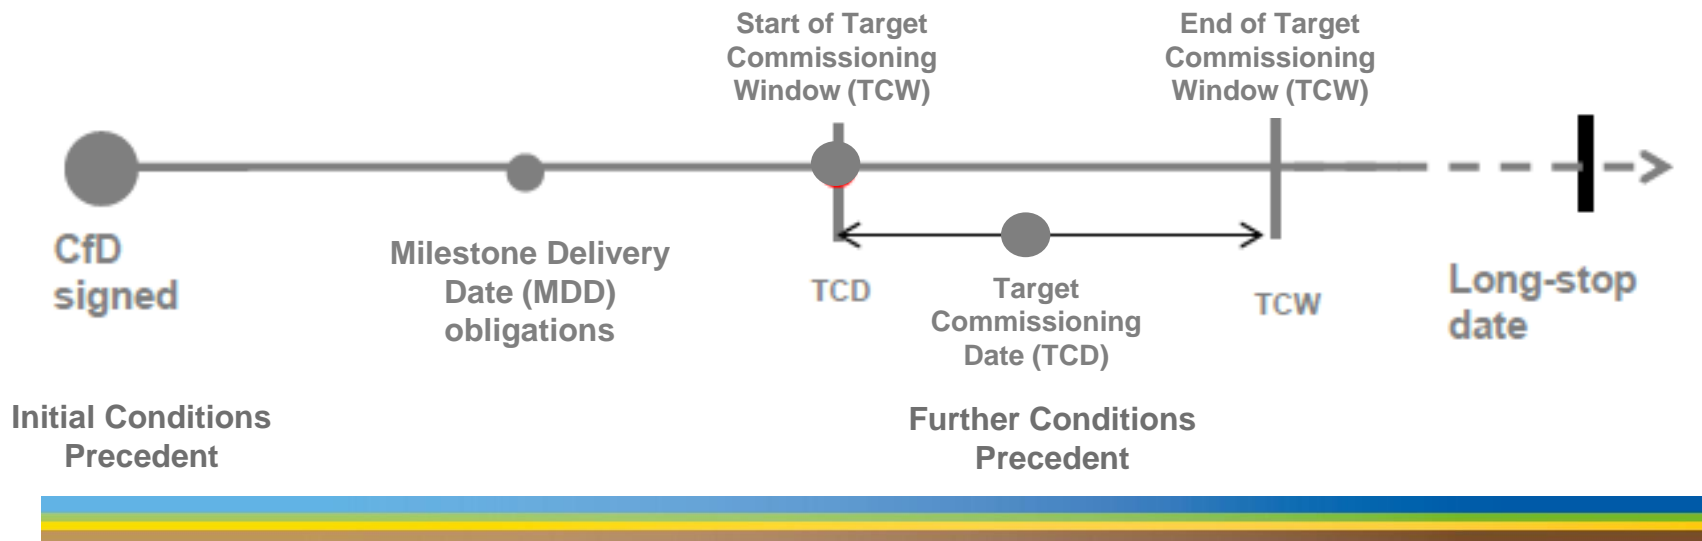 Start of Target
Commissioning
Window (TCW)
End of Target
Commissioning
Window (TCW)
CfD
signed
Milestone Delivery
Date (MDD)
obligations
TCD
Target
Commissioning
Date (TCD)
TCW
Long-stop
date
Initial Conditions
Precedent
Further Conditions
Precedent